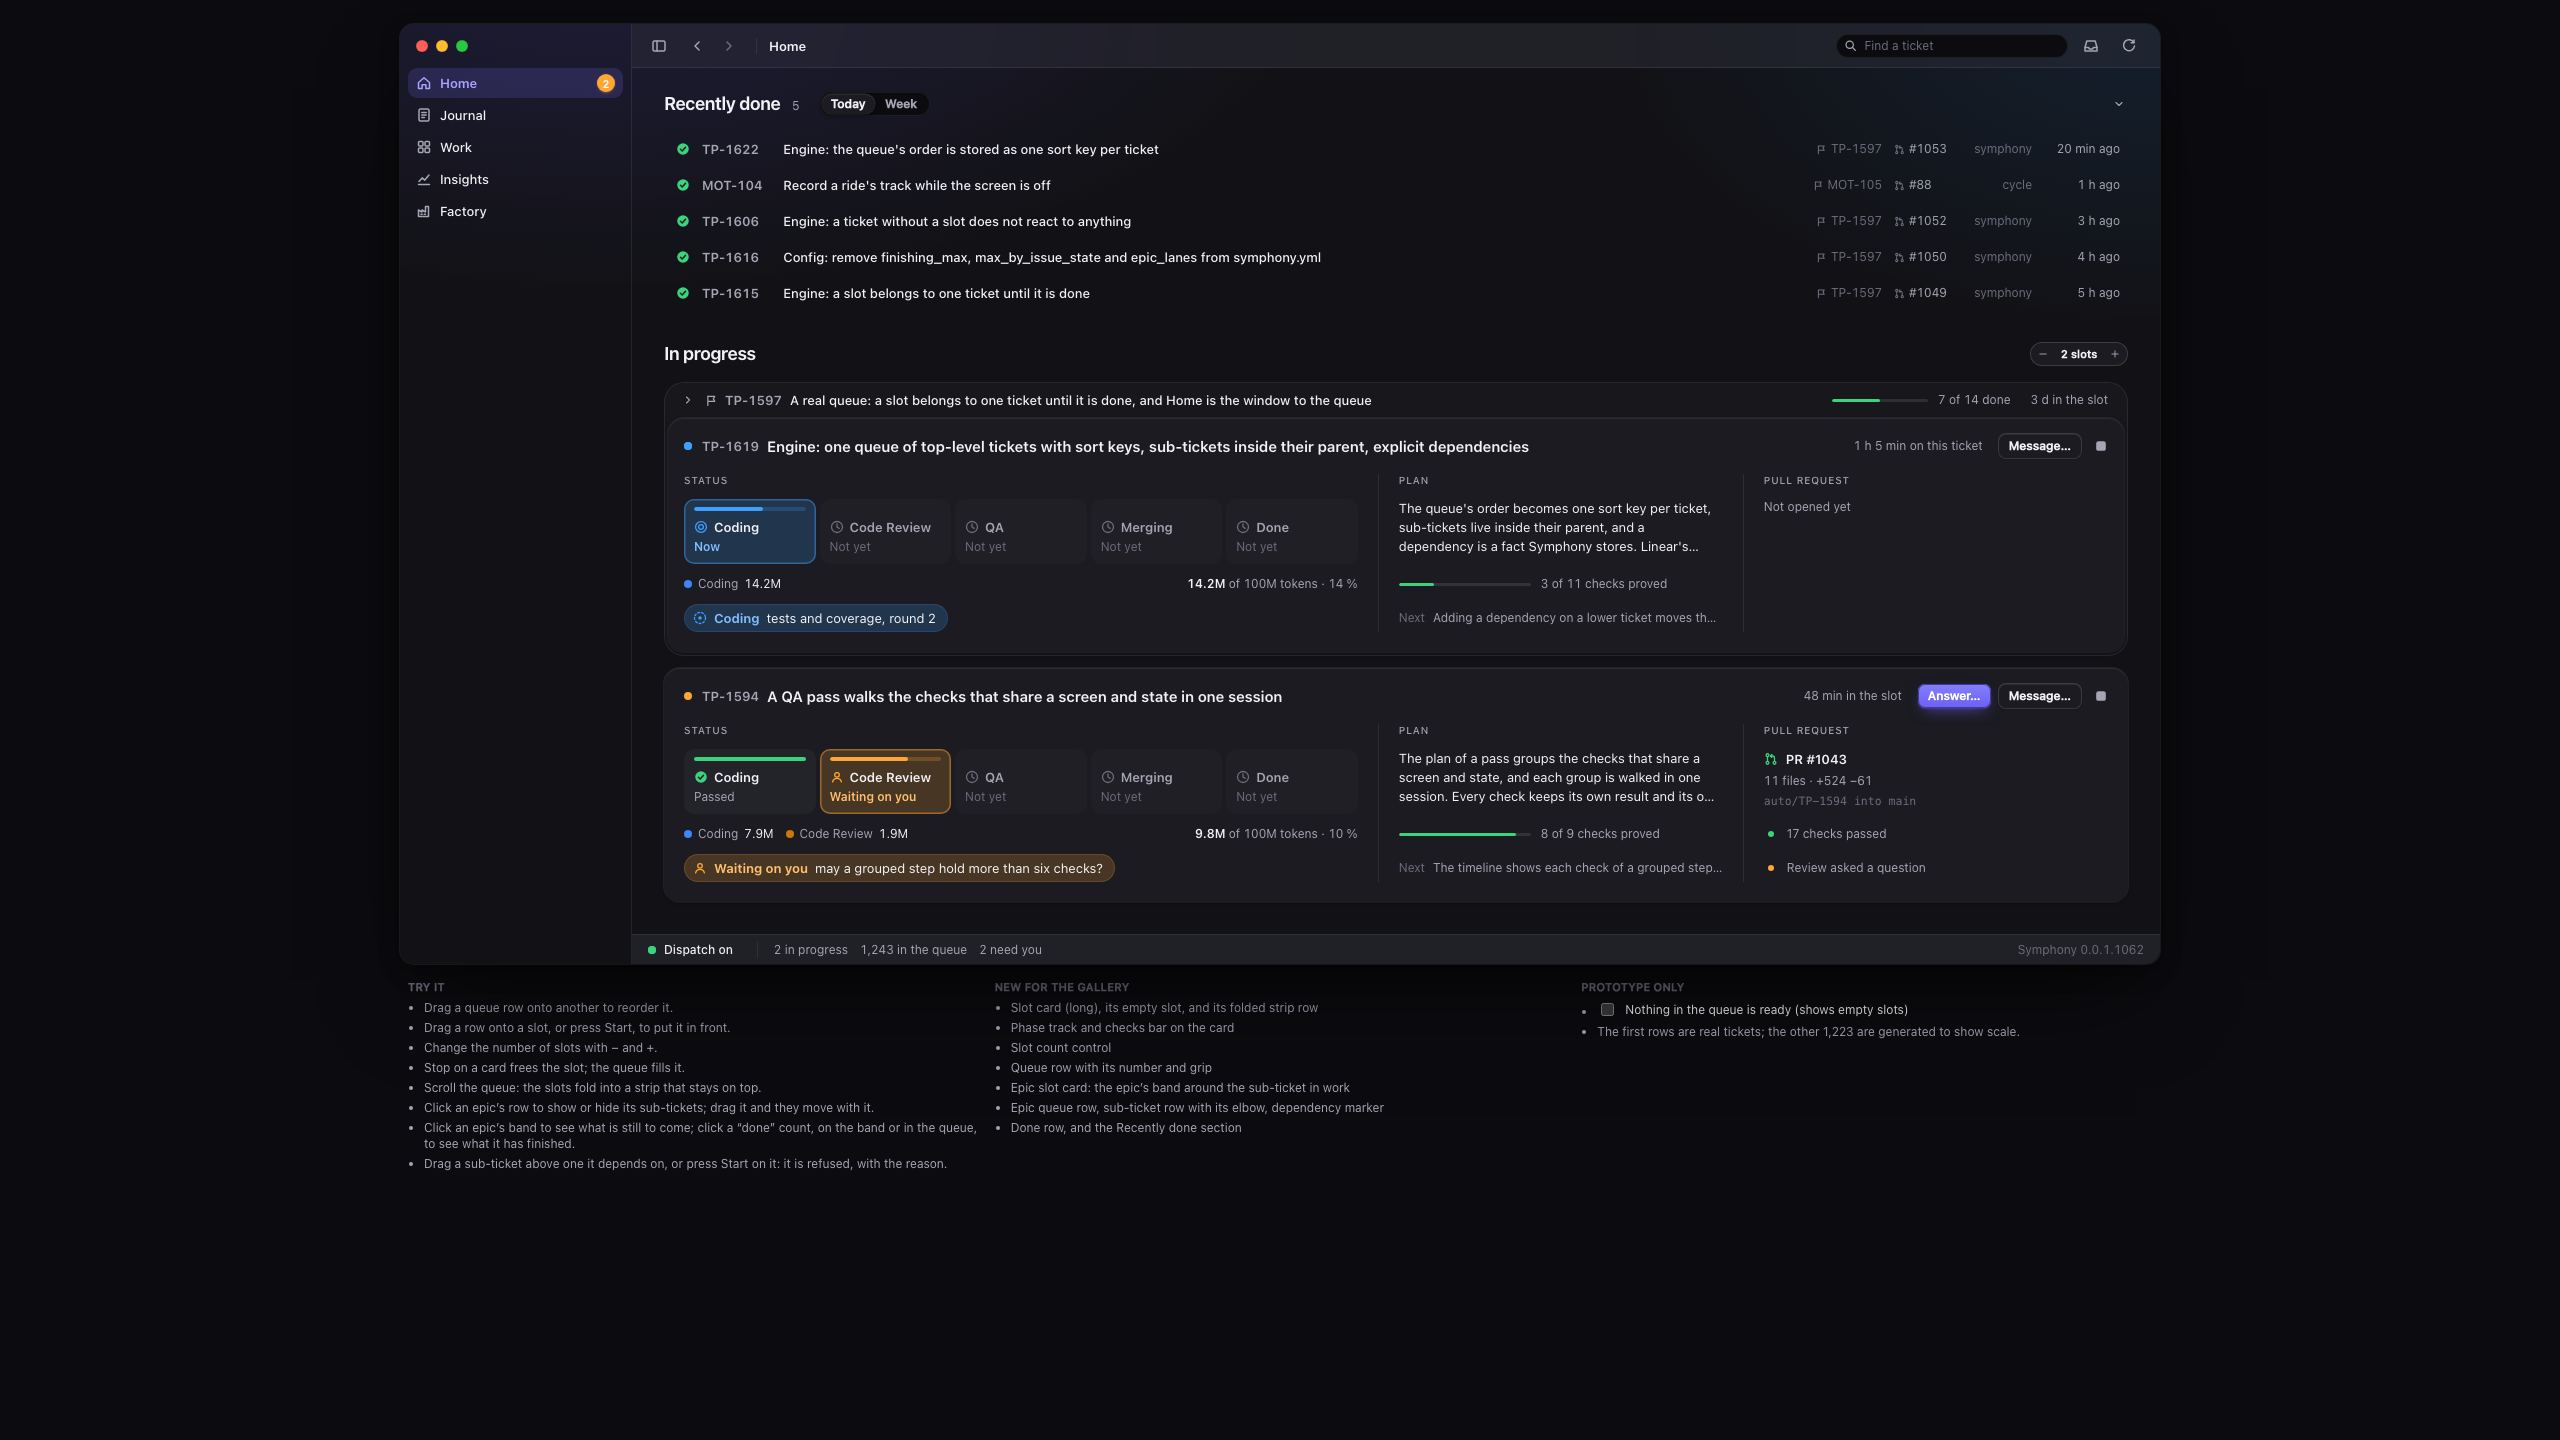 Home
Find a ticket
Home 2
Journal
Work
Insights
Factory
Recently done 5 Today Week
TP-1622 Engine: the queue's order is stored as one sort key per ticket TP-1597 #1053 symphony 20 min ago
MOT-104 Record a ride's track while the screen is off MOT-105 #88 cycle 1 h ago
TP-1606 Engine: a ticket without a slot does not react to anything TP-1597 #1052 symphony 3 h ago
TP-1616 Config: remove finishing_max, max_by_issue_state and epic_lanes from symphony.yml TP-1597 #1050 symphony 4 h ago
TP-1615 Engine: a slot belongs to one ticket until it is done TP-1597 #1049 symphony 5 h ago
In progress − 2 slots +
TP-1597 A real queue: a slot belongs to one ticket until it is done, and Home is the window to the queue 7 of 14 done 3 d in the slot
TP-1619 Engine: one queue of top-level tickets with sort keys, sub-tickets inside their parent, explicit dependencies 1 h 5 min on this ticket Message...
STATUS
Coding
Now
Code Review
Not yet
QA
Not yet
Merging
Not yet
Done
Not yet
Coding 14.2M 14.2M of 100M tokens · 14 %
Coding tests and coverage, round 2
PLAN
The queue's order becomes one sort key per ticket,
sub-tickets live inside their parent, and a
dependency is a fact Symphony stores. Linear's...
3 of 11 checks proved
Next Adding a dependency on a lower ticket moves th...
PULL REQUEST
Not opened yet
TP-1594 A QA pass walks the checks that share a screen and state in one session 48 min in the slot Answer... Message...
STATUS
Coding
Passed
Code Review
Waiting on you
QA
Not yet
Merging
Not yet
Done
Not yet
Coding 7.9M Code Review 1.9M 9.8M of 100M tokens · 10 %
Waiting on you may a grouped step hold more than six checks?
PLAN
The plan of a pass groups the checks that share a
screen and state, and each group is walked in one
session. Every check keeps its own result and its o...
8 of 9 checks proved
Next The timeline shows each check of a grouped step...
PULL REQUEST
PR #1043
11 files · +524 −61
auto/TP-1594 into main
17 checks passed
Review asked a question
Dispatch on 2 in progress 1,243 in the queue 2 need you Symphony 0.0.1.1062
TRY IT
• Drag a queue row onto another to reorder it.
• Drag a row onto a slot, or press Start, to put it in front.
• Change the number of slots with − and +.
• Stop on a card frees the slot; the queue fills it.
• Scroll the queue: the slots fold into a strip that stays on top.
• Click an epic’s row to show or hide its sub-tickets; drag it and they move with it.
• Click an epic’s band to see what is still to come; click a “done” count, on the band or in the queue,
to see what it has finished.
• Drag a sub-ticket above one it depends on, or press Start on it: it is refused, with the reason.
NEW FOR THE GALLERY
• Slot card (long), its empty slot, and its folded strip row
• Phase track and checks bar on the card
• Slot count control
• Queue row with its number and grip
• Epic slot card: the epic’s band around the sub-ticket in work
• Epic queue row, sub-ticket row with its elbow, dependency marker
• Done row, and the Recently done section
PROTOTYPE ONLY
• Nothing in the queue is ready (shows empty slots)
• The first rows are real tickets; the other 1,223 are generated to show scale.